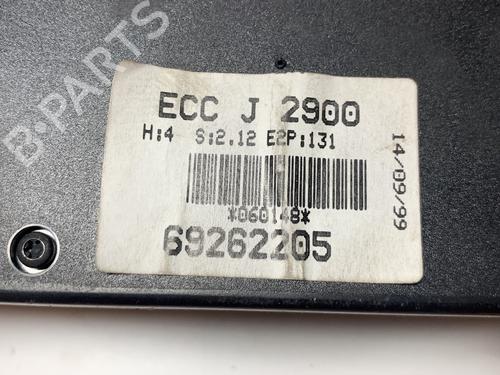 B-PARTS
ECC J 2900
H:4 S:2.12 E2P:131
*060148*
69262205
14/09/99